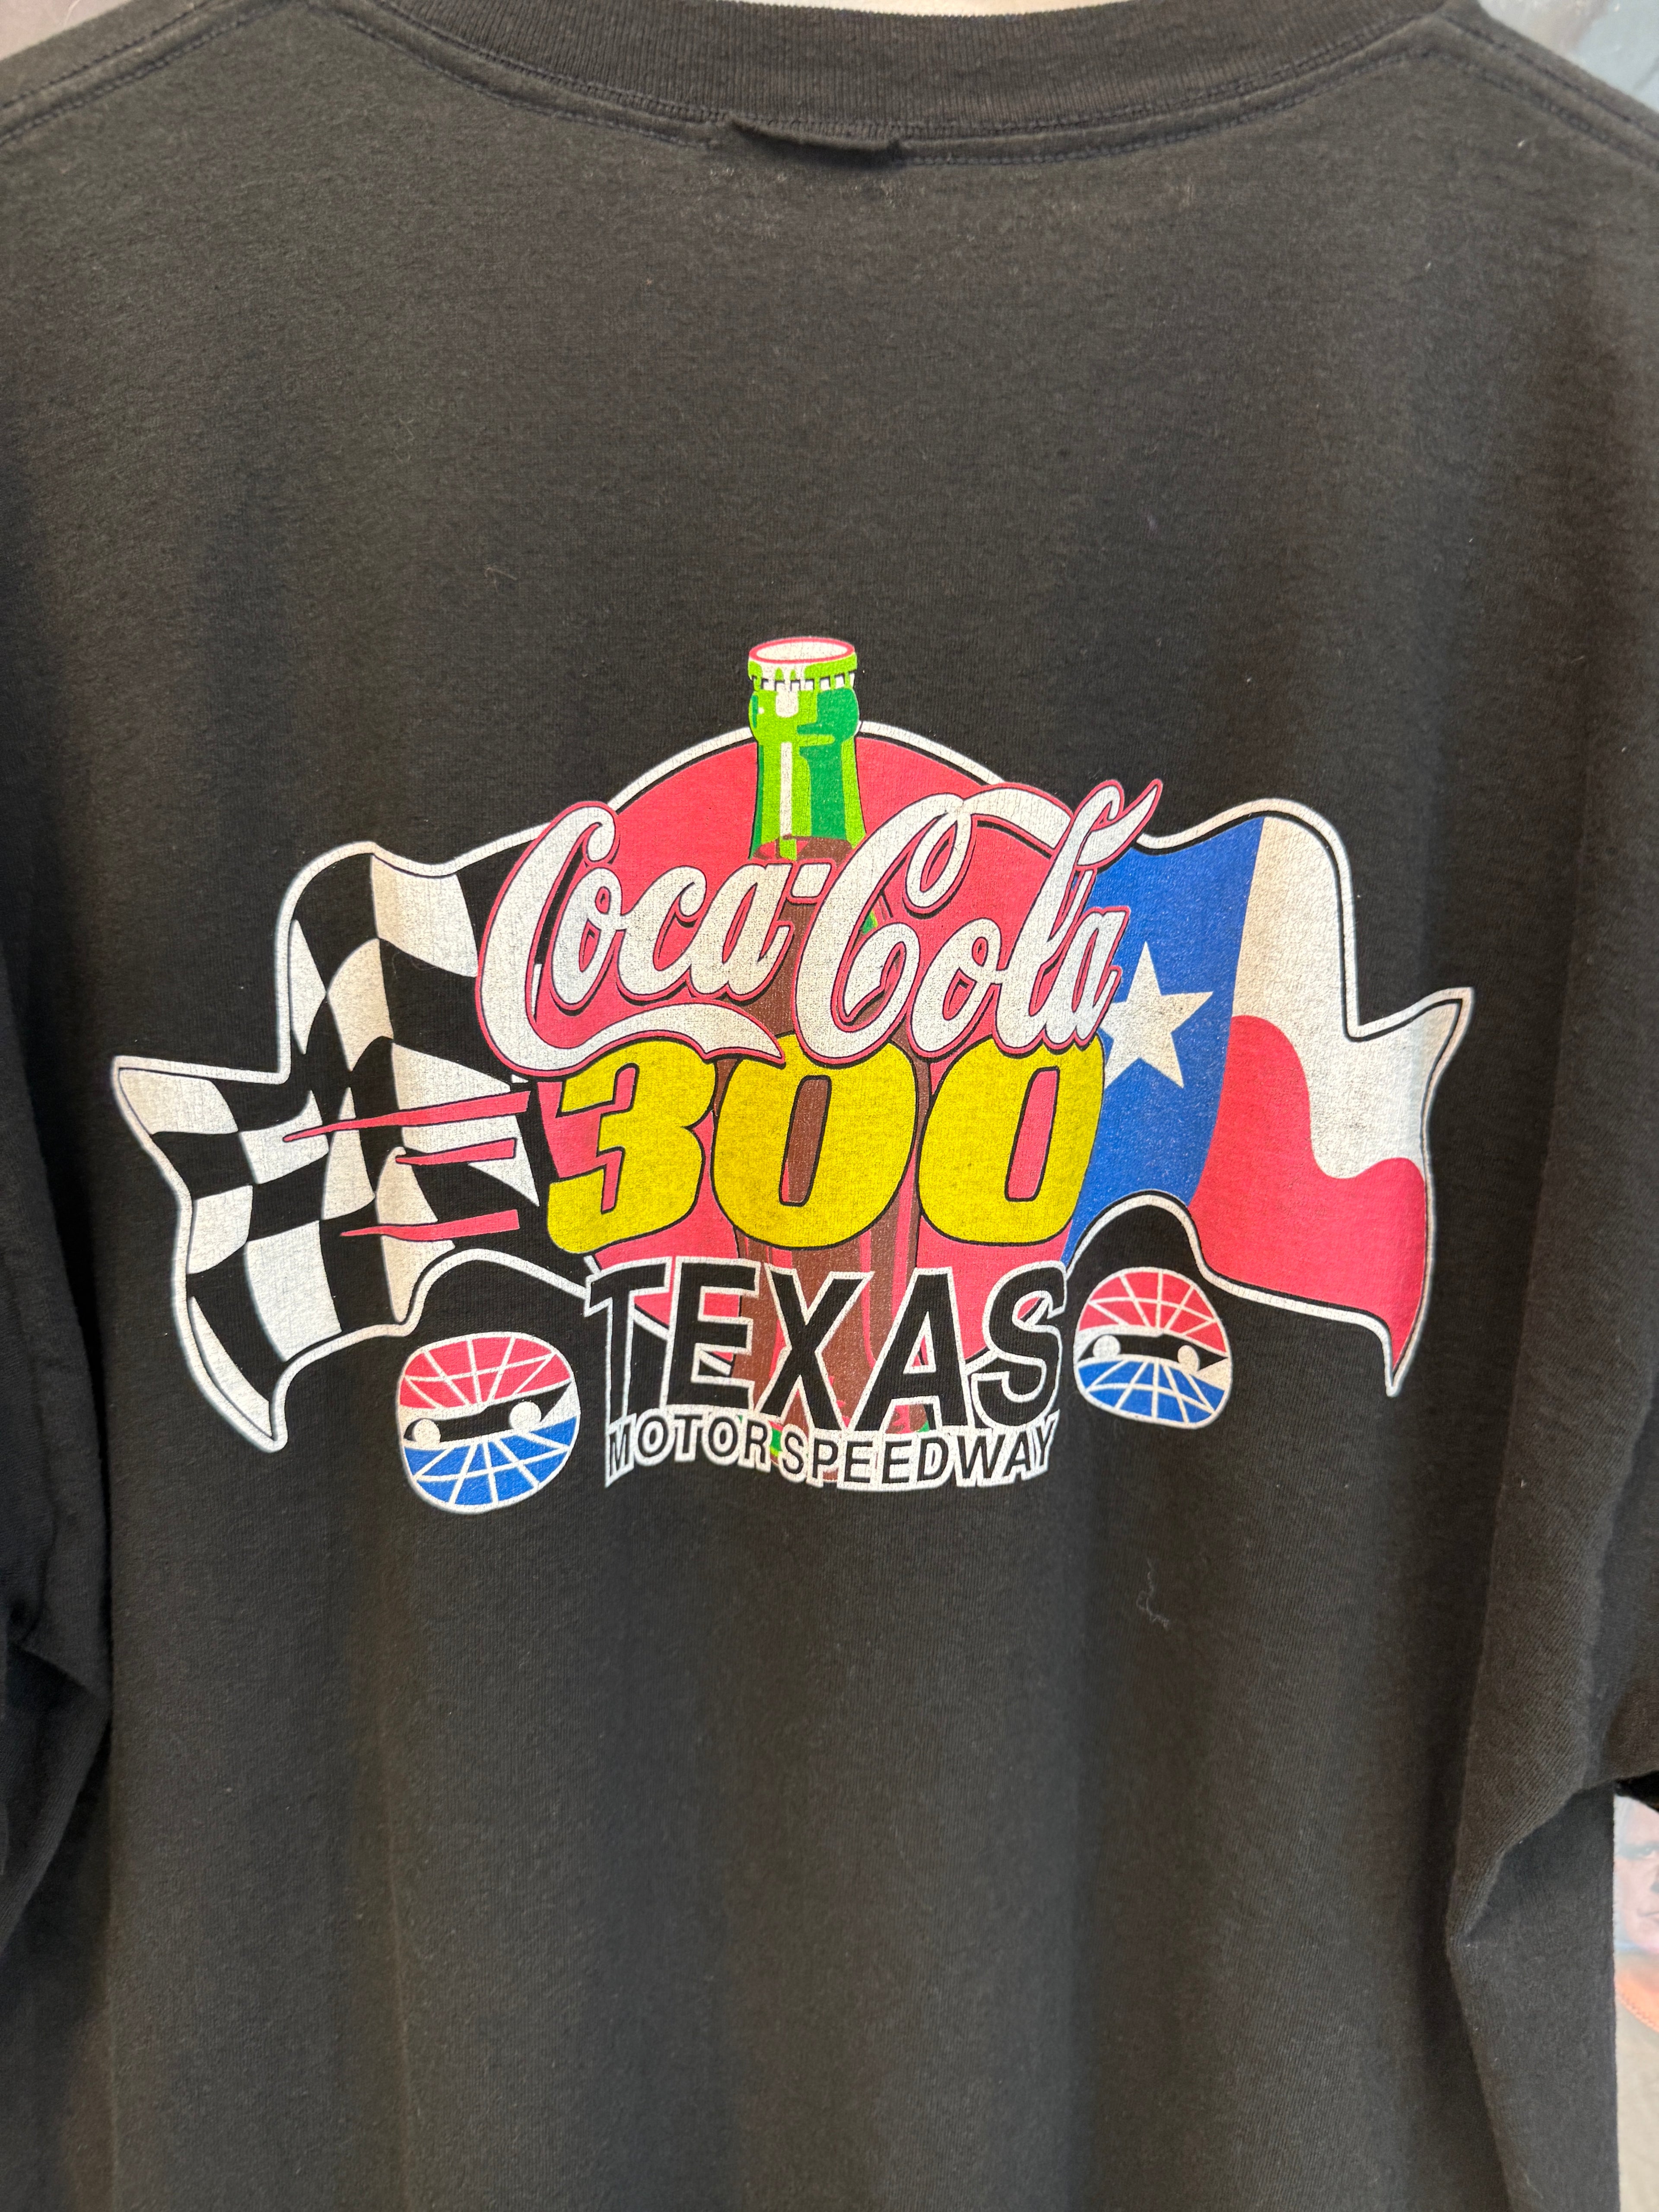 Coca-Cola
300
TEXAS
MOTOR SPEEDWAY